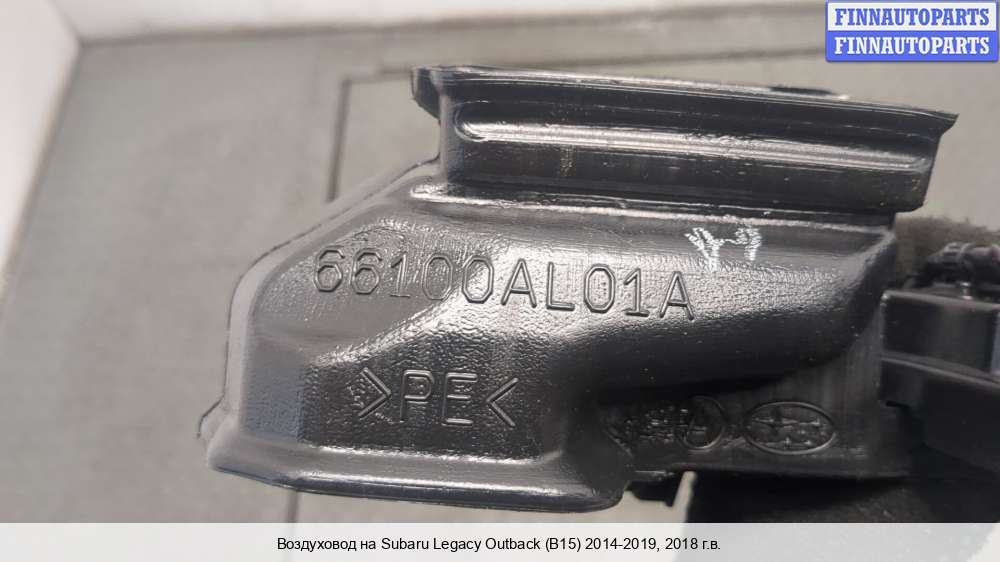 FINNAUTOPARTS
FINNAUTOPARTS
66100AL01A
>PE<
Воздуховод на Subaru Legacy Outback (B15) 2014-2019, 2018 г.в.